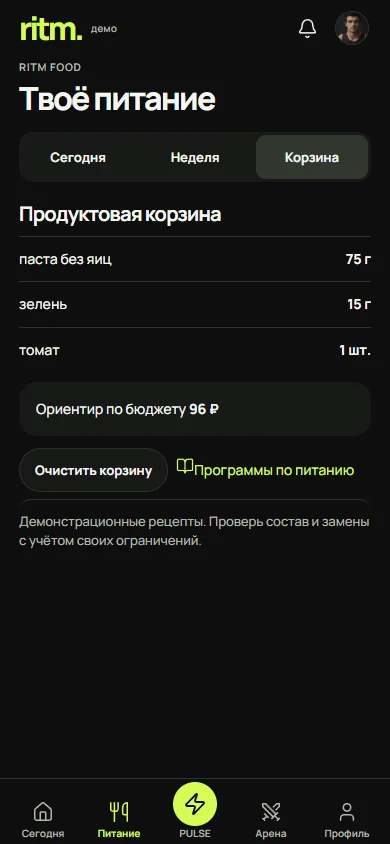 ritm. демо
RITM FOOD
Твоё питание
Сегодня Неделя Корзина
Продуктовая корзина
паста без яиц 75 г
зелень 15 г
томат 1 шт.
Ориентир по бюджету 96 ₽
Очистить корзину Программы по питанию
Демонстрационные рецепты. Проверь состав и замены
с учётом своих ограничений.
Сегодня Питание PULSE Арена Профиль